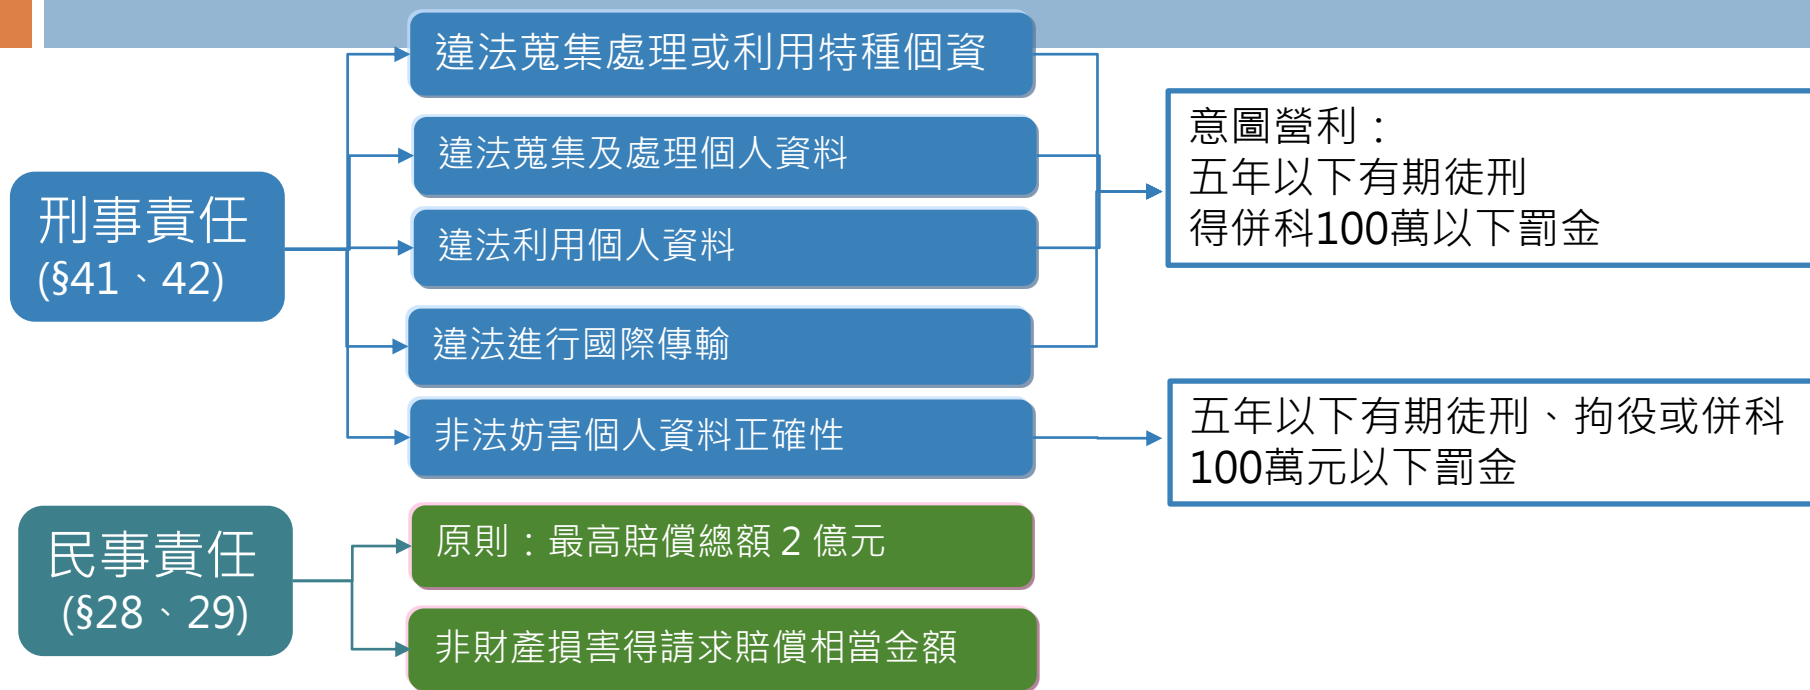 刑事責任
(§41、42)
違法蒐集處理或利用特種個資
違法蒐集及處理個人資料
違法利用個人資料
違法進行國際傳輸
非法妨害個人資料正確性
意圖營利：
五年以下有期徒刑
得併科100萬以下罰金
五年以下有期徒刑、拘役或併科
100萬元以下罰金
民事責任
(§28、29)
原則：最高賠償總額 2 億元
非財產損害得請求賠償相當金額